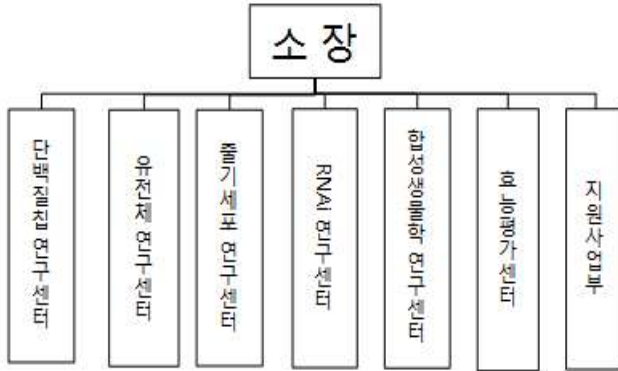 소 장
단백질칩 연구센터
유전체 연구센터
줄기세포 연구센터
RNAi 연구센터
합성생물학 연구센터
효능평가센터
지원사업부